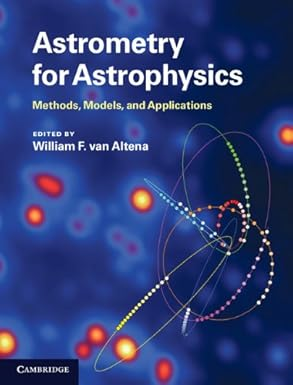 Astrometry
for Astrophysics
Methods, Models, and Applications
EDITED BY
William F. van Altena
CAMBRIDGE